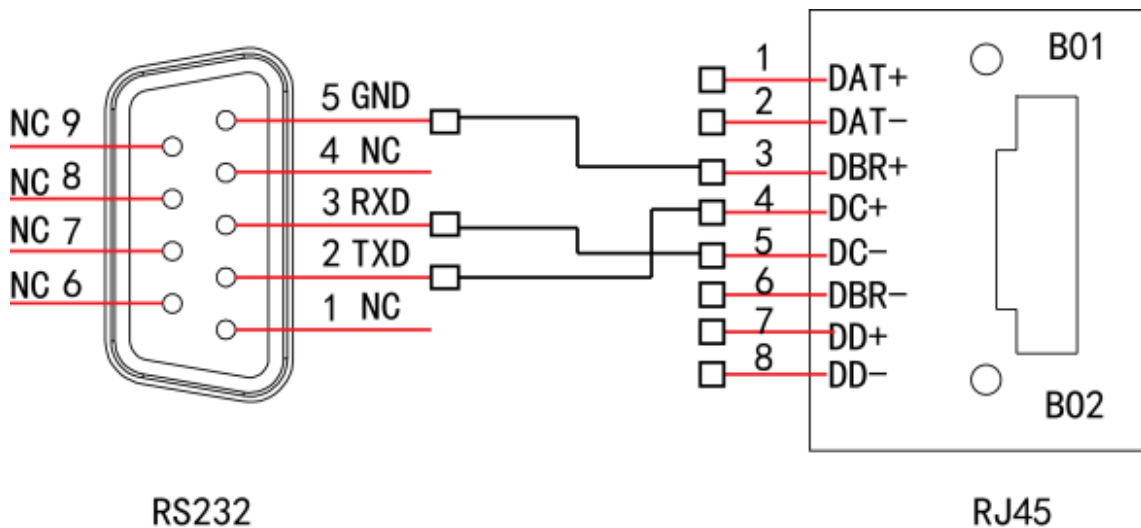 NC 9
NC 8
NC 7
NC 6
5 GND
4 NC
3 RXD
2 TXD
1 NC
RS232
1 DAT+
2 DAT-
3 DBR+
4 DC+
5 DC-
6 DBR-
7 DD+
8 DD-
B01
B02
RJ45